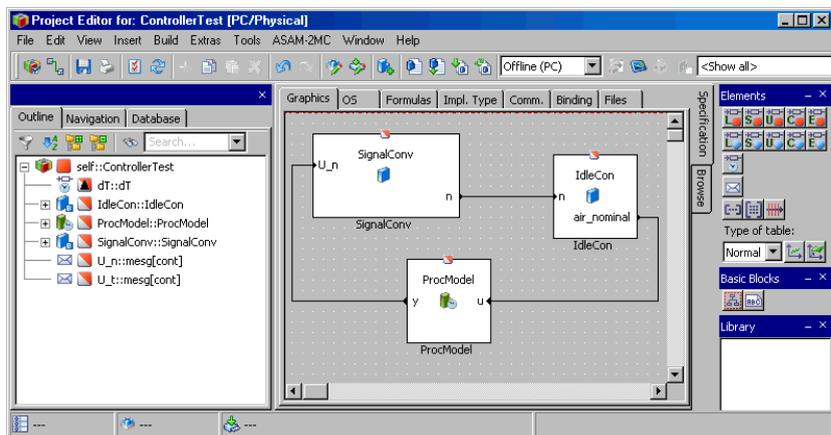 Project Editor for: ControllerTest [PC/Physical]
File Edit View Insert Build Extras Tools ASAM-2MC Window Help
Offline (PC)
<Show all>
Outline Navigation Database
Search...
self::ControllerTest
dT::dT
IdleCon::IdleCon
ProcModel::ProcModel
SignalConv::SignalConv
U_n::mesg[cont]
U_t::mesg[cont]
Graphics OS Formulas Impl. Type Comm. Binding Files
SignalConv
U_n
n
SignalConv
IdleCon
n
air_nominal
IdleCon
ProcModel
y u
ProcModel
Specification
Browse
Elements
L S U C E
L S U C E
Type of table:
Normal
Basic Blocks
Library
---
---
---